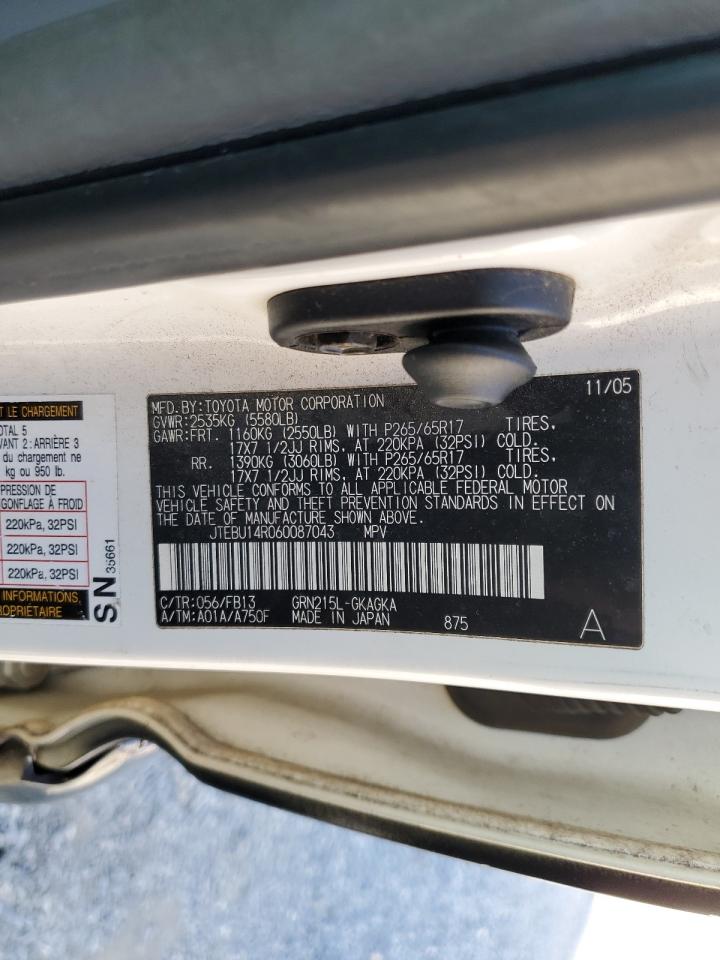 T LE CHARGEMENT
OTAL 5
VANT 2: ARRIÈRE 3
du chargement ne
kg ou 950 lb.
PRESSION DE
GONFLAGE À FROID
220kPa, 32PSI
220kPa, 32PSI
220kPa, 32PSI
INFORMATIONS,
PROPRIÉTAIRE
SN 35661
11/05
MFD.BY:TOYOTA MOTOR CORPORATION
GVWR:2535KG (5580LB)
GAWR:FRT. 1160KG (2550LB) WITH P265/65R17 TIRES,
17X7 1/2JJ RIMS, AT 220KPA (32PSI) COLD.
RR. 1390KG (3060LB) WITH P265/65R17 TIRES,
17X7 1/2JJ RIMS, AT 220KPA (32PSI) COLD.
THIS VEHICLE CONFORMS TO ALL APPLICABLE FEDERAL MOTOR
VEHICLE SAFETY AND THEFT PREVENTION STANDARDS IN EFFECT ON
THE DATE OF MANUFACTURE SHOWN ABOVE.
JTEBU14R060087043 MPV
C/TR:056/FB13 GRN215L-GKAGKA
A/TM:A01A/A750F MADE IN JAPAN 875 A